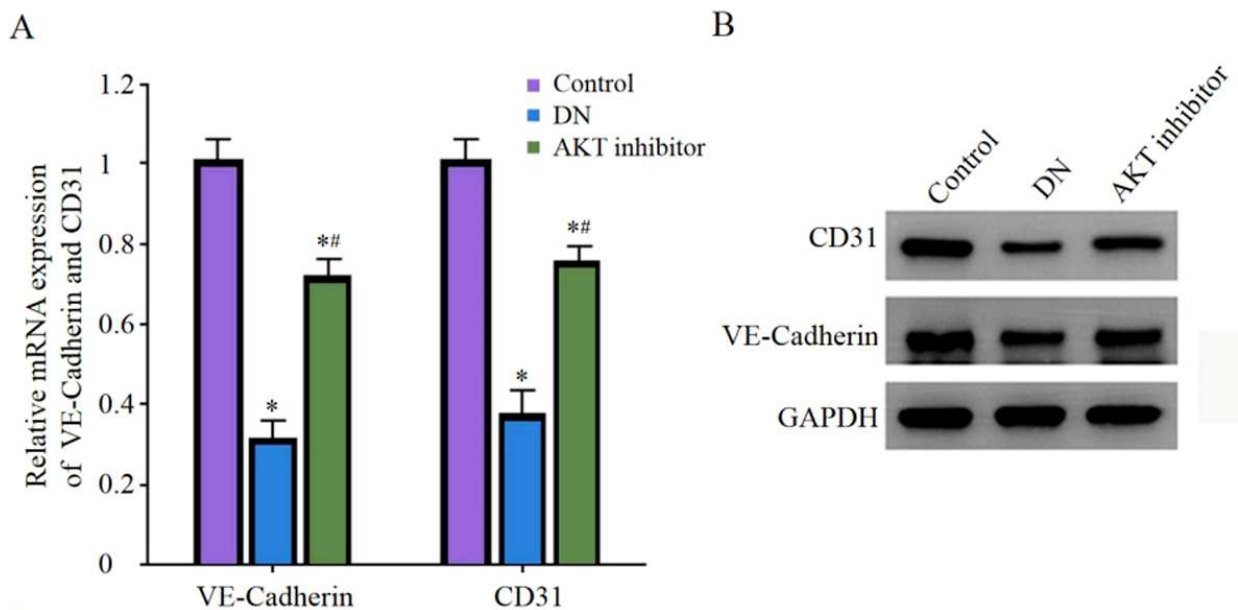 A
Relative mRNA expression
of VE-Cadherin and CD31
1.2
1
0.8
0.6
0.4
0.2
0
Control
DN
AKT inhibitor
*
*#
*
*#
VE-Cadherin
CD31
B
Control
DN
AKT inhibitor
CD31
VE-Cadherin
GAPDH